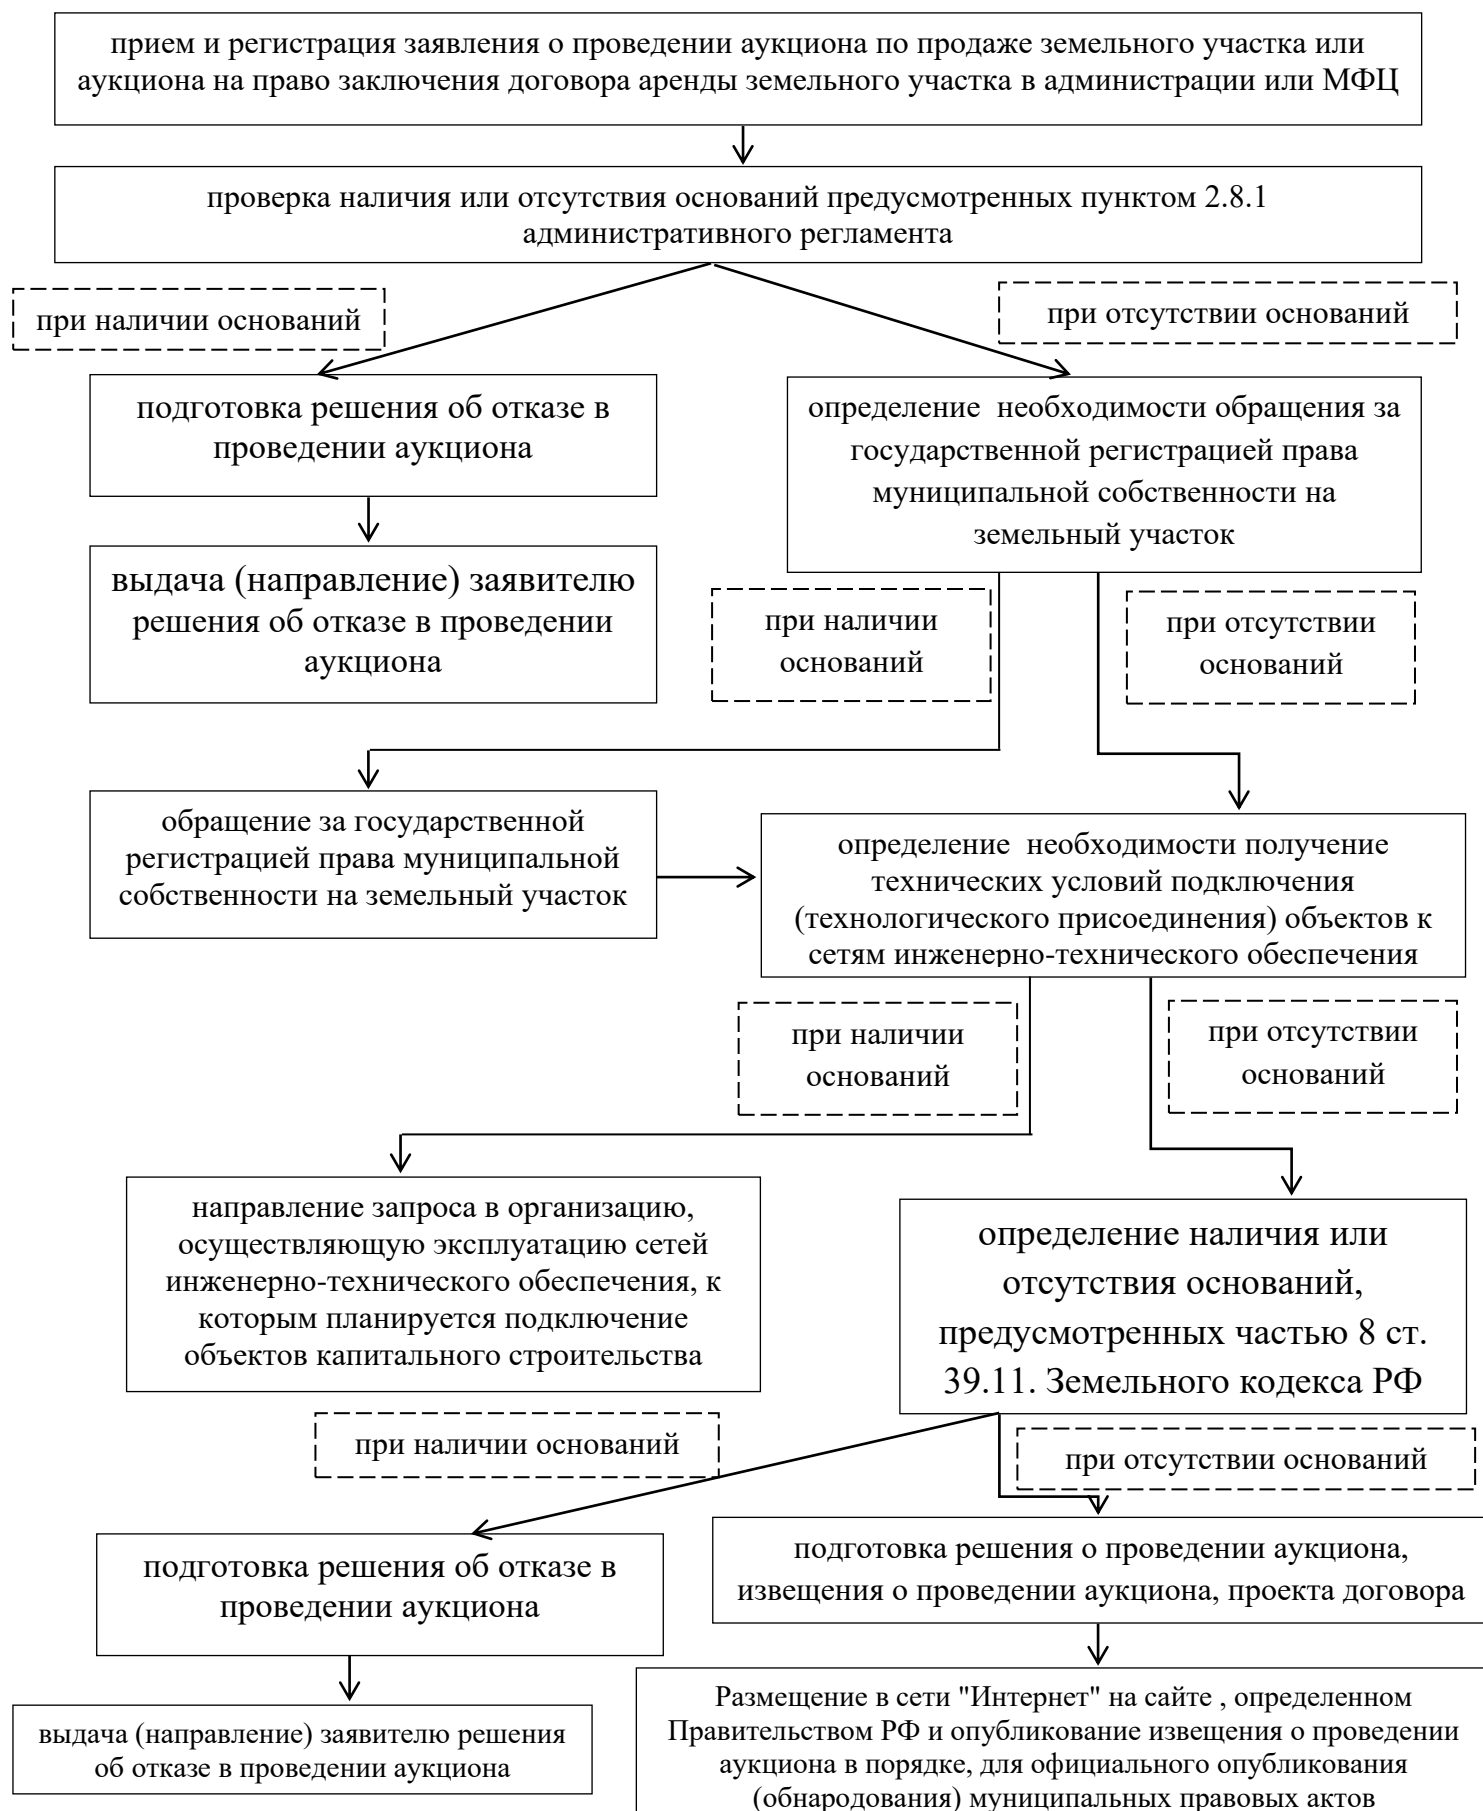 прием и регистрация заявления о проведении аукциона по продаже земельного участка или
аукциона на право заключения договора аренды земельного участка в администрации или МФЦ
проверка наличия или отсутствия оснований предусмотренных пунктом 2.8.1
административного регламента
при наличии оснований
при отсутствии оснований
подготовка решения об отказе в
проведении аукциона
определение необходимости обращения за
государственной регистрацией права
муниципальной собственности на
земельный участок
выдача (направление) заявителю
решения об отказе в проведении
аукциона
при наличии
оснований
при отсутствии
оснований
обращение за государственной
регистрацией права муниципальной
собственности на земельный участок
определение необходимости получение
технических условий подключения
(технологического присоединения) объектов к
сетям инженерно-технического обеспечения
при наличии
оснований
при отсутствии
оснований
направление запроса в организацию,
осуществляющую эксплуатацию сетей
инженерно-технического обеспечения, к
которым планируется подключение
объектов капитального строительства
определение наличия или
отсутствия оснований,
предусмотренных частью 8 ст.
39.11. Земельного кодекса РФ
при наличии оснований
при отсутствии оснований
подготовка решения об отказе в
проведении аукциона
подготовка решения о проведении аукциона,
извещения о проведении аукциона, проекта договора
выдача (направление) заявителю решения
об отказе в проведении аукциона
Размещение в сети "Интернет" на сайте , определенном
Правительством РФ и опубликование извещения о проведении
аукциона в порядке, для официального опубликования
(обнародования) муниципальных правовых актов